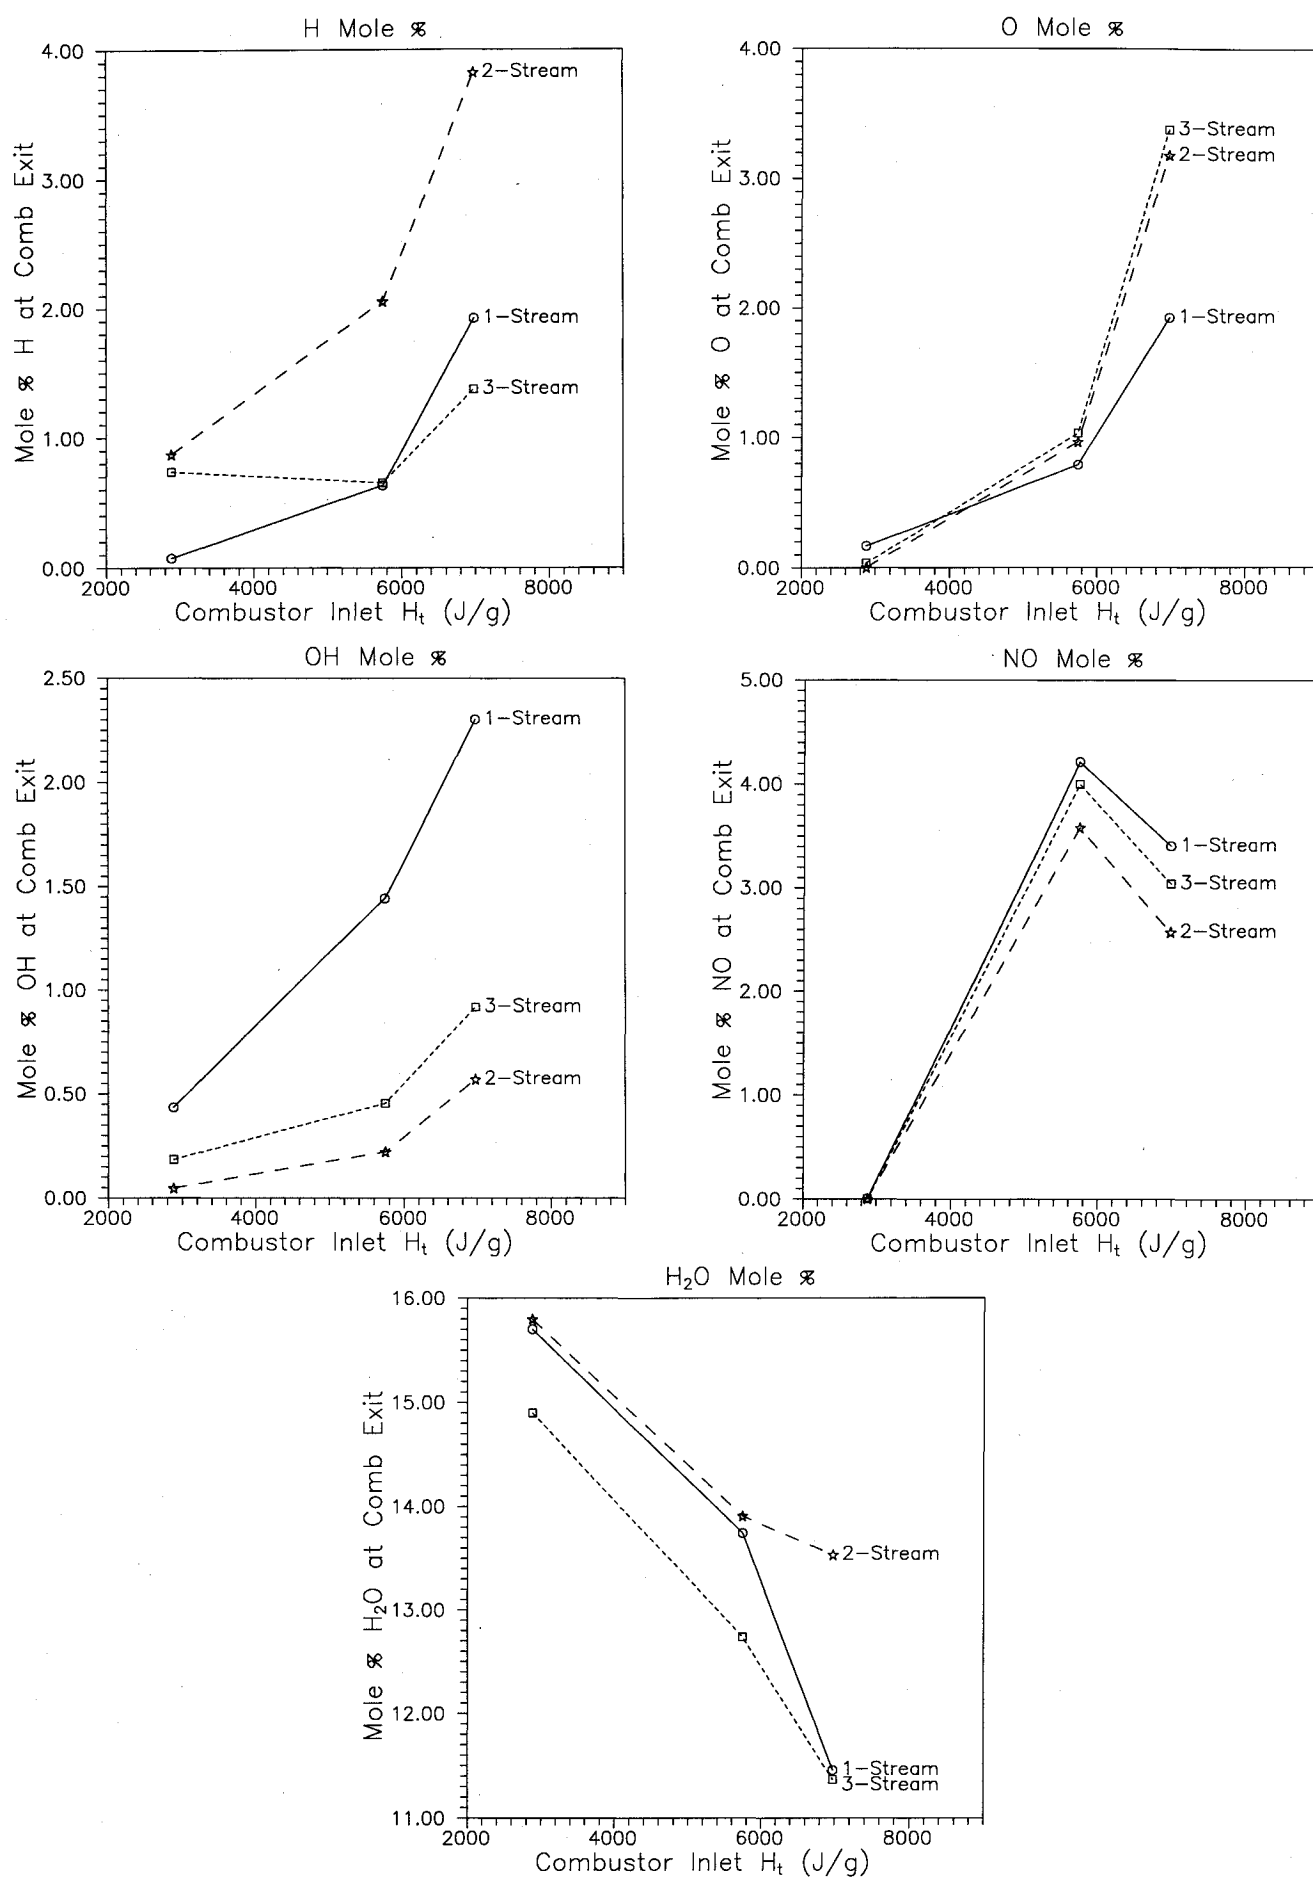 H Mole %
Mole % H at Comb Exit
4.00
3.00
2.00
1.00
0.00
2000 4000 6000 8000
Combustor Inlet Hₜ (J/g)
2-Stream
1-Stream
3-Stream
O Mole %
Mole % O at Comb Exit
4.00
3.00
2.00
1.00
0.00
2000 4000 6000 8000
Combustor Inlet Hₜ (J/g)
3-Stream
2-Stream
1-Stream
OH Mole %
Mole % OH at Comb Exit
2.50
2.00
1.50
1.00
0.50
0.00
2000 4000 6000 8000
Combustor Inlet Hₜ (J/g)
1-Stream
3-Stream
2-Stream
NO Mole %
Mole % NO at Comb Exit
5.00
4.00
3.00
2.00
1.00
0.00
2000 4000 6000 8000
Combustor Inlet Hₜ (J/g)
1-Stream
3-Stream
2-Stream
H₂O Mole %
Mole % H₂O at Comb Exit
16.00
15.00
14.00
13.00
12.00
11.00
2000 4000 6000 8000
Combustor Inlet Hₜ (J/g)
2-Stream
1-Stream
3-Stream